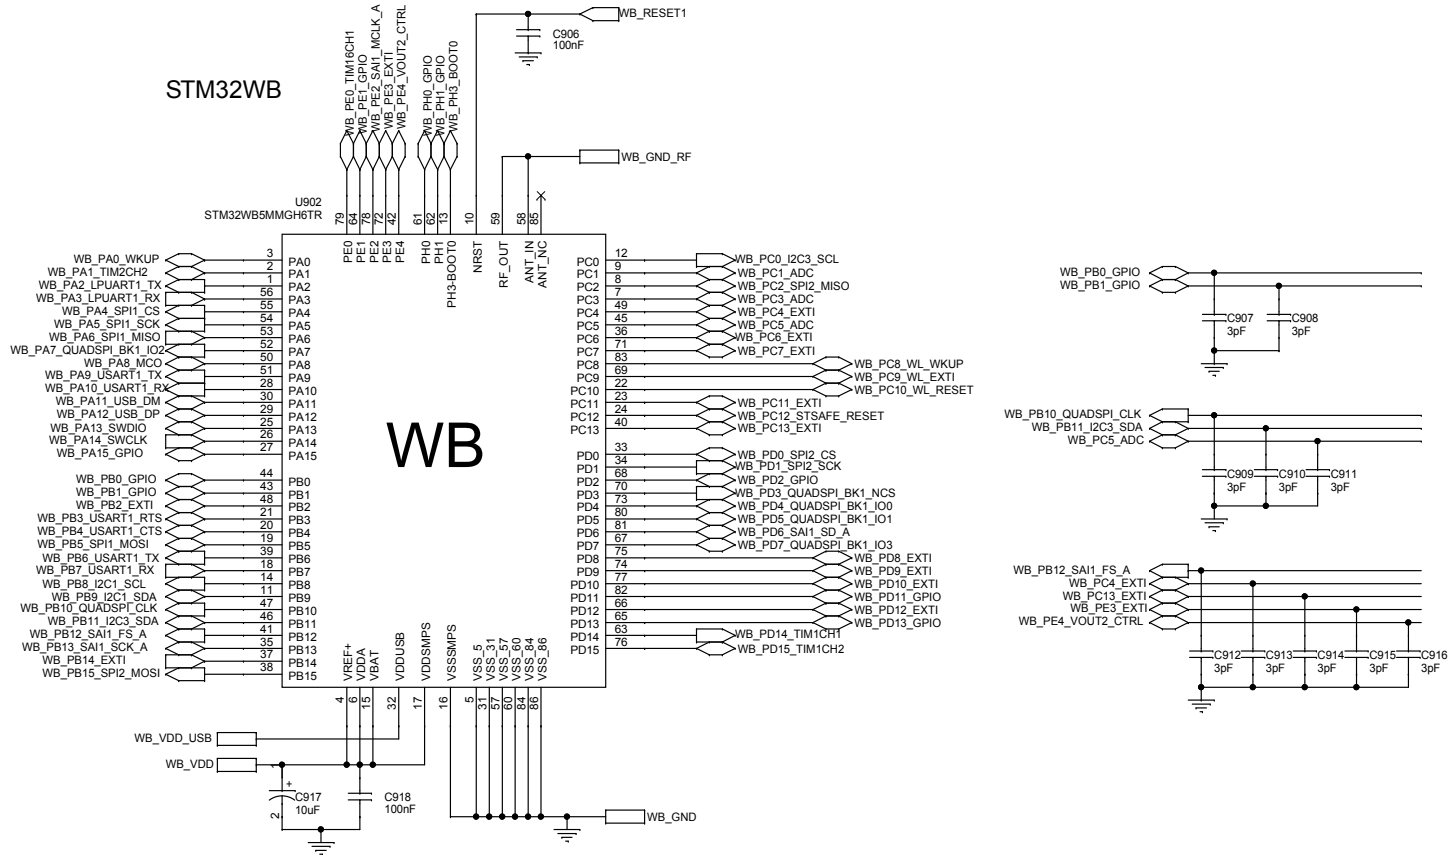 STM32WB
WB_PE0_TIM16CH1
WB_PE1_GPIO
WB_PE2_SAI1_MCLK_A
WB_PE3_EXTI
WB_PE4_VOUT2_CTRL
WB_PH0_GPIO
WB_PH1_GPIO
WB_PH3_BOOT0
WB_RESET1
C906
100nF
WB_GND_RF
U902
STM32WB5MMGH6TR
79 64 78 72 42 61 62 13 10 59 58 85
PE0 PE1 PE2 PE3 PE4 PH0 PH1 PH3-BOOT0 NRST RF_OUT ANT_IN ANT_NC
WB_PA0_WKUP 3 PA0
WB_PA1_TIM2CH2 2 PA1
WB_PA2_LPUART1_TX 1 PA2
WB_PA3_LPUART1_RX 56 PA3
WB_PA4_SPI1_CS 55 PA4
WB_PA5_SPI1_SCK 54 PA5
WB_PA6_SPI1_MISO 53 PA6
WB_PA7_QUADSPI_BK1_IO2 52 PA7
WB_PA8_MCO 50 PA8
WB_PA9_USART1_TX 51 PA9
WB_PA10_USART1_RX 28 PA10
WB_PA11_USB_DM 30 PA11
WB_PA12_USB_DP 29 PA12
WB_PA13_SWDIO 25 PA13
WB_PA14_SWCLK 26 PA14
WB_PA15_GPIO 27 PA15
WB_PB0_GPIO 44 PB0
WB_PB1_GPIO 43 PB1
WB_PB2_EXTI 48 PB2
WB_PB3_USART1_RTS 21 PB3
WB_PB4_USART1_CTS 20 PB4
WB_PB5_SPI1_MOSI 19 PB5
WB_PB6_USART1_TX 39 PB6
WB_PB7_USART1_RX 18 PB7
WB_PB8_I2C1_SCL 14 PB8
WB_PB9_I2C1_SDA 11 PB9
WB_PB10_QUADSPI_CLK 47 PB10
WB_PB11_I2C3_SDA 46 PB11
WB_PB12_SAI1_FS_A 41 PB12
WB_PB13_SAI1_SCK_A 35 PB13
WB_PB14_EXTI 37 PB14
WB_PB15_SPI2_MOSI 38 PB15
WB
PC0 12 WB_PC0_I2C3_SCL
PC1 9 WB_PC1_ADC
PC2 8 WB_PC2_SPI2_MISO
PC3 7 WB_PC3_ADC
PC4 49 WB_PC4_EXTI
PC5 45 WB_PC5_ADC
PC6 36 WB_PC6_EXTI
PC7 71 WB_PC7_EXTI
PC8 83 WB_PC8_WL_WKUP
PC9 69 WB_PC9_WL_EXTI
PC10 22 WB_PC10_WL_RESET
PC11 23 WB_PC11_EXTI
PC12 24 WB_PC12_STSAFE_RESET
PC13 40 WB_PC13_EXTI
PD0 33 WB_PD0_SPI2_CS
PD1 34 WB_PD1_SPI2_SCK
PD2 68 WB_PD2_GPIO
PD3 70 WB_PD3_QUADSPI_BK1_NCS
PD4 73 WB_PD4_QUADSPI_BK1_IO0
PD5 80 WB_PD5_QUADSPI_BK1_IO1
PD6 81 WB_PD6_SAI1_SD_A
PD7 67 WB_PD7_QUADSPI_BK1_IO3
PD8 75 WB_PD8_EXTI
PD9 74 WB_PD9_EXTI
PD10 77 WB_PD10_EXTI
PD11 82 WB_PD11_GPIO
PD12 66 WB_PD12_EXTI
PD13 65 WB_PD13_GPIO
PD14 63 WB_PD14_TIM1CH1
PD15 76 WB_PD15_TIM1CH2
VREF+ VDDA VBAT VDDUSB VDDSMPS VSSSMPS VSS_5 VSS_31 VSS_57 VSS_60 VSS_84 VSS_86
4 6 15 32 17 16 5 31 57 60 84 86
WB_VDD_USB
WB_VDD
1
+
C917
10uF
2
C918
100nF
WB_GND
WB_PB0_GPIO
WB_PB1_GPIO
C907 C908
3pF 3pF
WB_PB10_QUADSPI_CLK
WB_PB11_I2C3_SDA
WB_PC5_ADC
C909 C910 C911
3pF 3pF 3pF
WB_PB12_SAI1_FS_A
WB_PC4_EXTI
WB_PC13_EXTI
WB_PE3_EXTI
WB_PE4_VOUT2_CTRL
C912 C913 C914 C915 C916
3pF 3pF 3pF 3pF 3pF